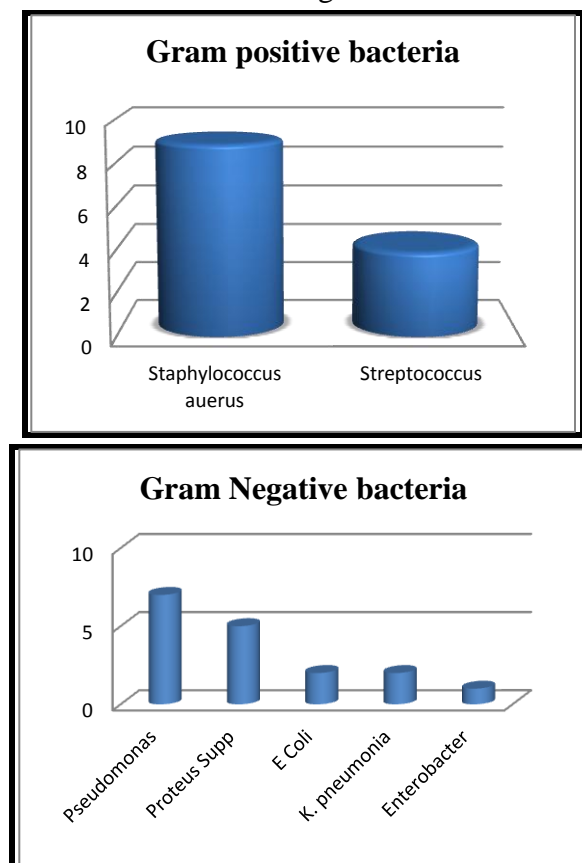 Gram positive bacteria
10
8
6
4
2
0
Staphylococcus
auerus
Streptococcus
Gram Negative bacteria
10
5
0
Pseudomonas
Proteus Supp
E Coli
K. pneumonia
Enterobacter